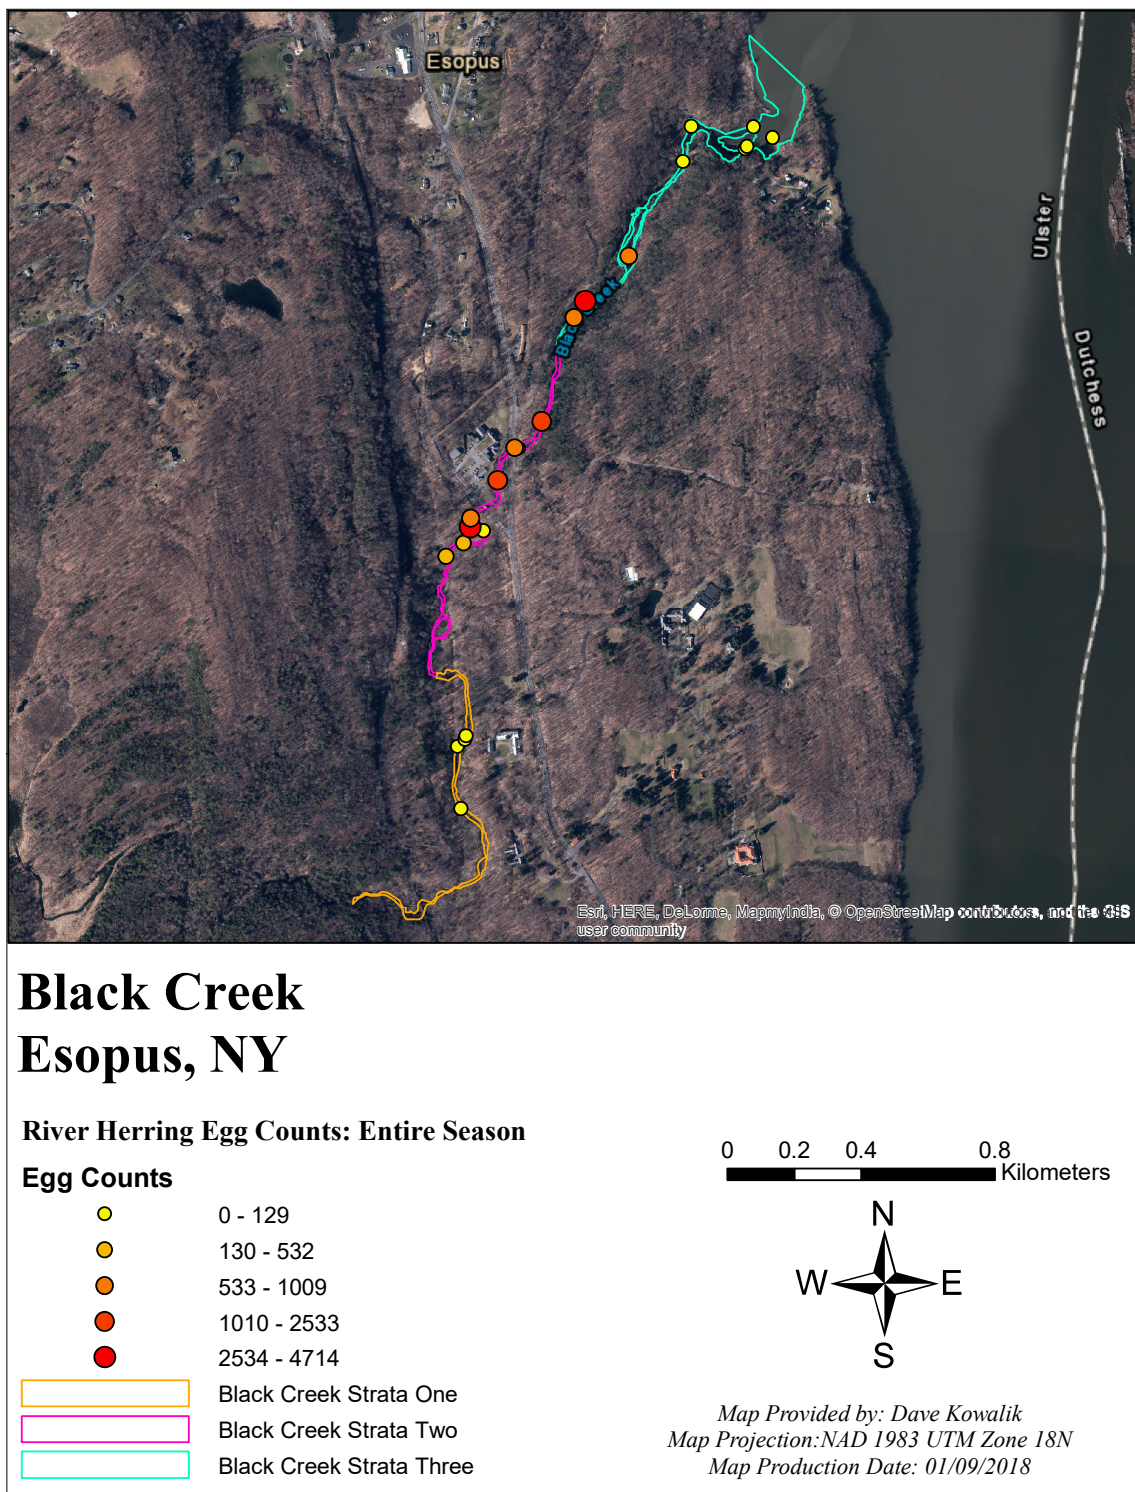 Esopus
Ulster
Black Creek
Dutchess
Esri, HERE, DeLorme, MapmyIndia, © OpenStreetMap contributors, and the GIS
user community
Black Creek
Esopus, NY
River Herring Egg Counts: Entire Season
Egg Counts
0 - 129
130 - 532
533 - 1009
1010 - 2533
2534 - 4714
Black Creek Strata One
Black Creek Strata Two
Black Creek Strata Three
0 0.2 0.4 0.8
Kilometers
N
W E
S
Map Provided by: Dave Kowalik
Map Projection:NAD 1983 UTM Zone 18N
Map Production Date: 01/09/2018